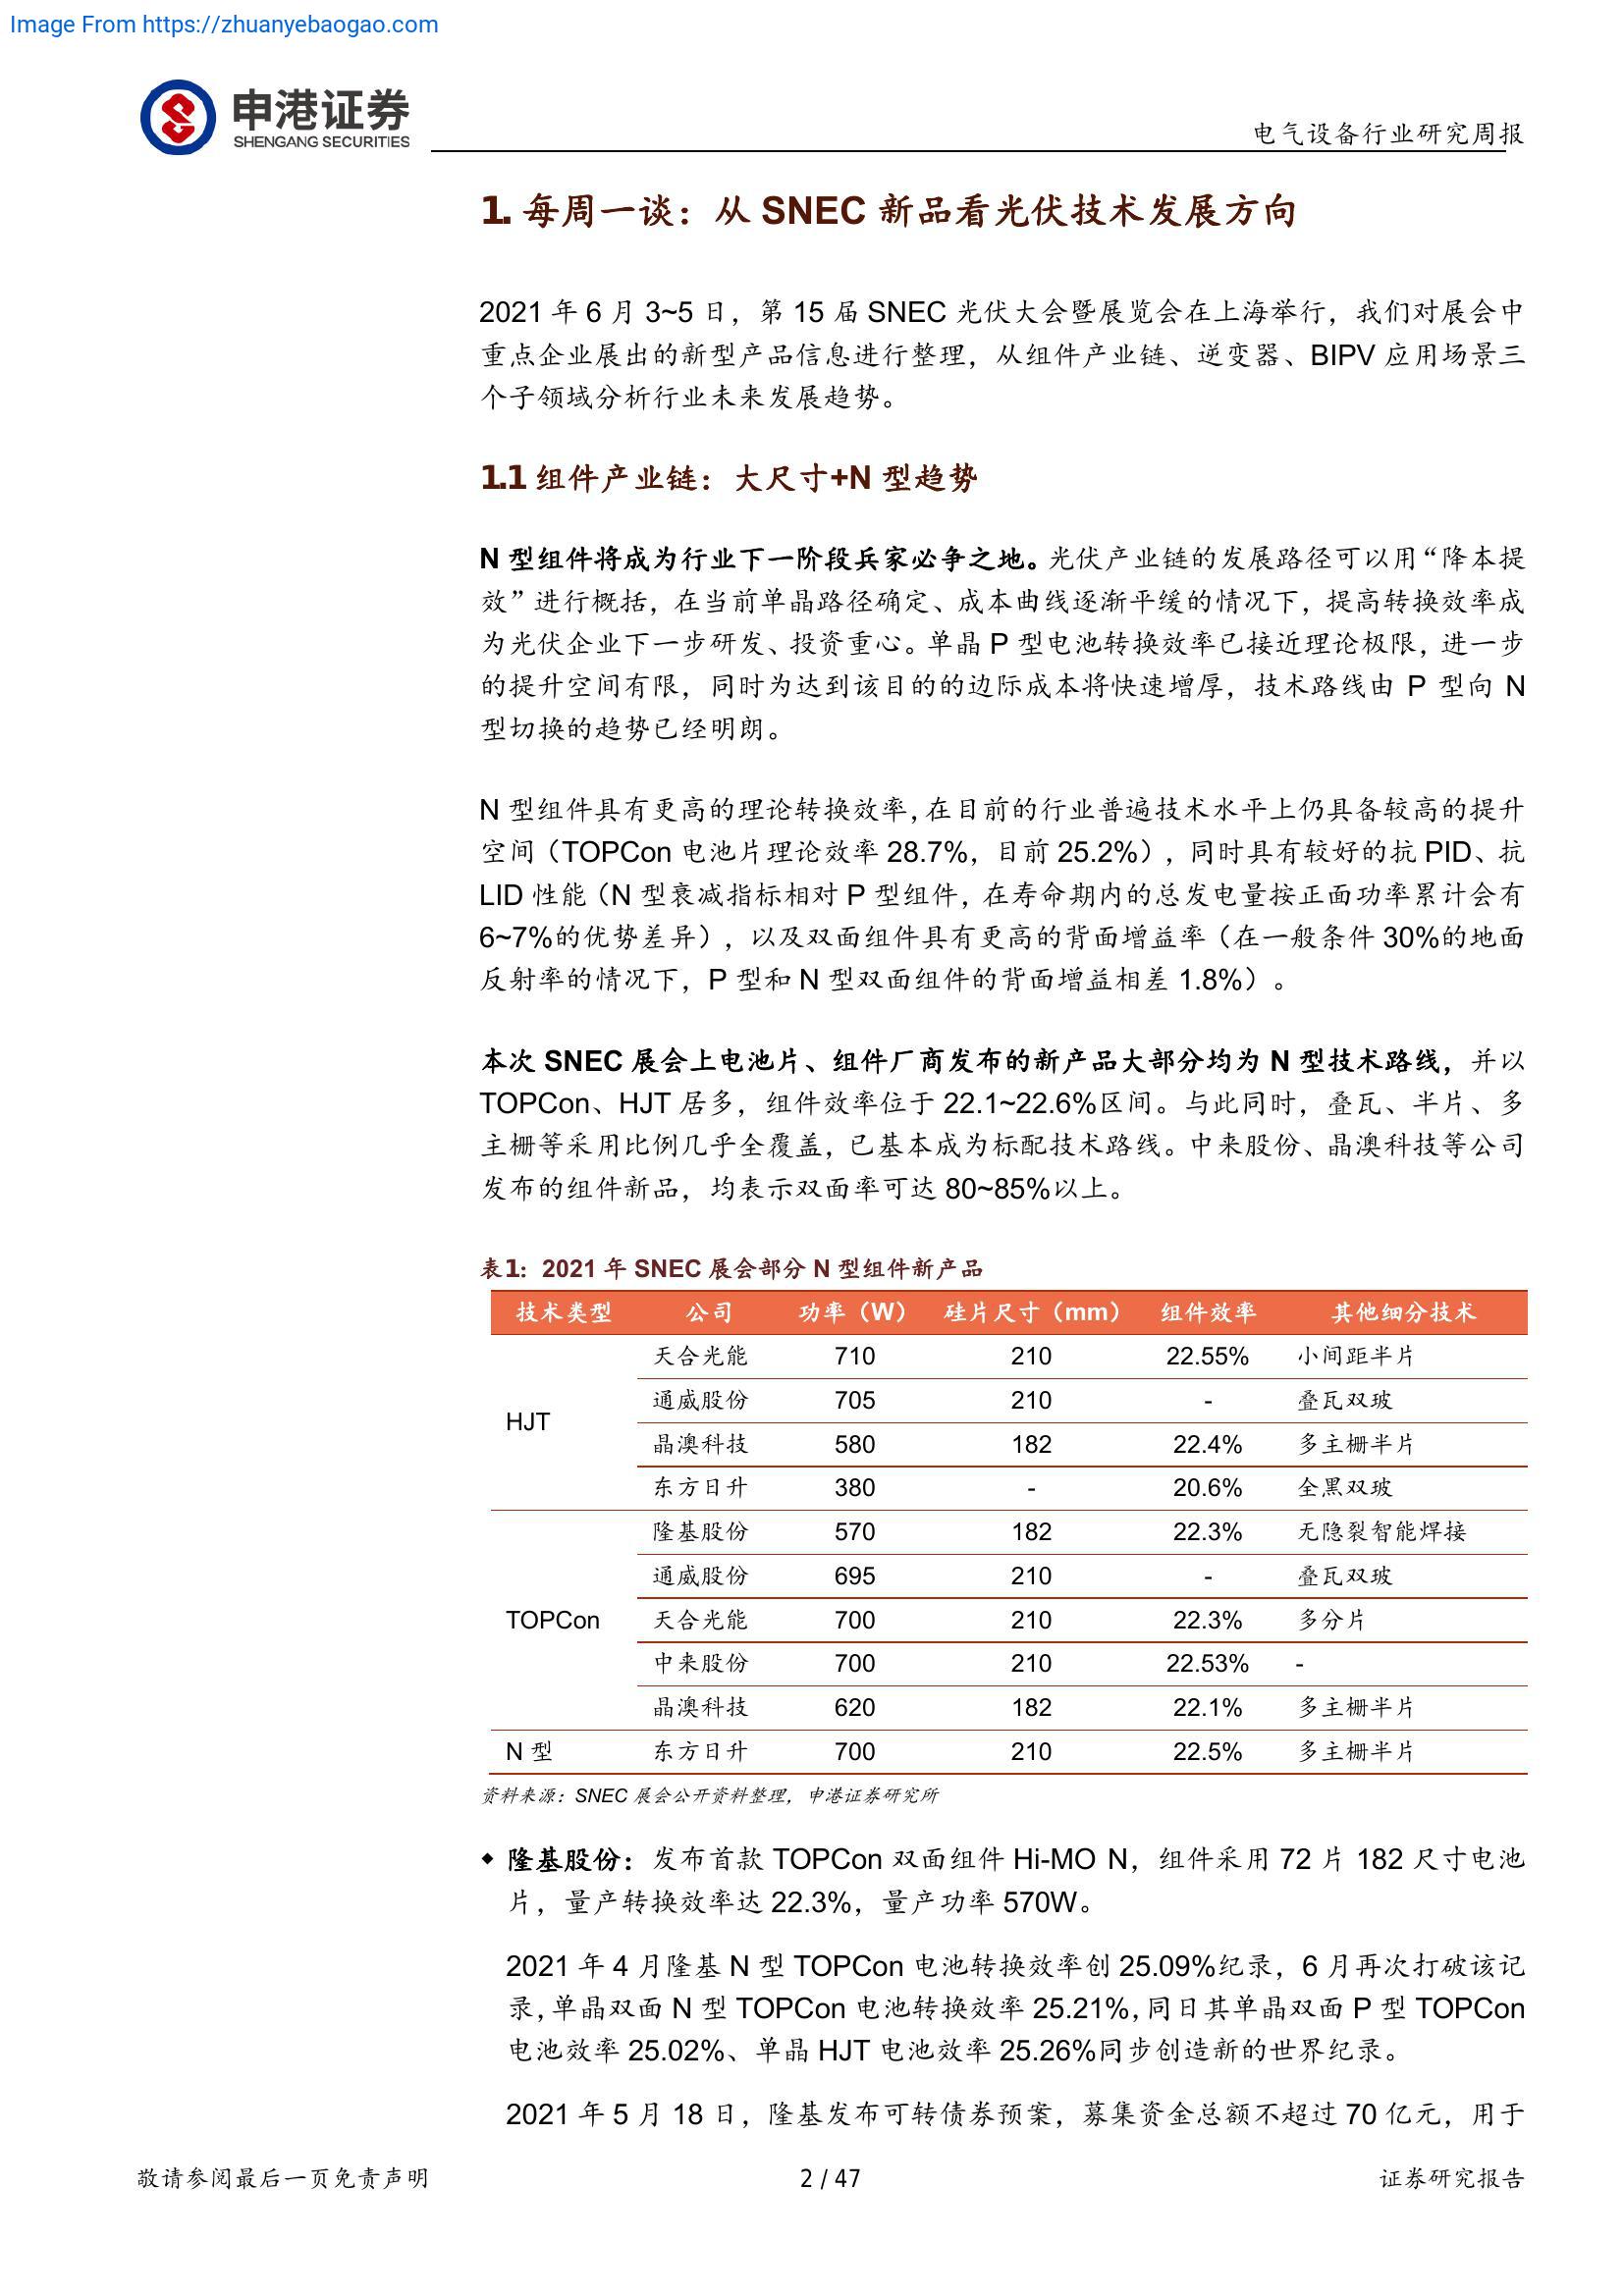 Image From https://zhuanyebaogao.com
申港证券
SHENGANG SECURITIES
电气设备行业研究周报
1. 每周一谈：从 SNEC 新品看光伏技术发展方向
2021 年 6 月 3~5 日，第 15 届 SNEC 光伏大会暨展览会在上海举行，我们对展会中
重点企业展出的新型产品信息进行整理，从组件产业链、逆变器、BIPV 应用场景三
个子领域分析行业未来发展趋势。
1.1 组件产业链：大尺寸+N 型趋势
N 型组件将成为行业下一阶段兵家必争之地。光伏产业链的发展路径可以用“降本提
效”进行概括，在当前单晶路径确定、成本曲线逐渐平缓的情况下，提高转换效率成
为光伏企业下一步研发、投资重心。单晶 P 型电池转换效率已接近理论极限，进一步
的提升空间有限，同时为达到该目的的边际成本将快速增厚，技术路线由 P 型向 N
型切换的趋势已经明朗。
N 型组件具有更高的理论转换效率，在目前的行业普遍技术水平上仍具备较高的提升
空间（TOPCon 电池片理论效率 28.7%，目前 25.2%），同时具有较好的抗 PID、抗
LID 性能（N 型衰减指标相对 P 型组件，在寿命期内的总发电量按正面功率累计会有
6~7%的优势差异），以及双面组件具有更高的背面增益率（在一般条件 30%的地面
反射率的情况下，P 型和 N 型双面组件的背面增益相差 1.8%）。
本次 SNEC 展会上电池片、组件厂商发布的新产品大部分均为 N 型技术路线，并以
TOPCon、HJT 居多，组件效率位于 22.1~22.6%区间。与此同时，叠瓦、半片、多
主栅等采用比例几乎全覆盖，已基本成为标配技术路线。中来股份、晶澳科技等公司
发布的组件新品，均表示双面率可达 80~85%以上。
表1：2021 年 SNEC 展会部分 N 型组件新产品
技术类型 公司 功率（W） 硅片尺寸（mm） 组件效率 其他细分技术
HJT 天合光能 710 210 22.55% 小间距半片
通威股份 705 210 - 叠瓦双玻
晶澳科技 580 182 22.4% 多主栅半片
东方日升 380 - 20.6% 全黑双玻
TOPCon 隆基股份 570 182 22.3% 无隐裂智能焊接
通威股份 695 210 - 叠瓦双玻
天合光能 700 210 22.3% 多分片
中来股份 700 210 22.53% -
晶澳科技 620 182 22.1% 多主栅半片
N 型 东方日升 700 210 22.5% 多主栅半片
资料来源：SNEC 展会公开资料整理，申港证券研究所
◆ 隆基股份：发布首款 TOPCon 双面组件 Hi-MO N，组件采用 72 片 182 尺寸电池
片，量产转换效率达 22.3%，量产功率 570W。
2021 年 4 月隆基 N 型 TOPCon 电池转换效率创 25.09%纪录，6 月再次打破该记
录，单晶双面 N 型 TOPCon 电池转换效率 25.21%，同日其单晶双面 P 型 TOPCon
电池效率 25.02%、单晶 HJT 电池效率 25.26%同步创造新的世界纪录。
2021 年 5 月 18 日，隆基发布可转债券预案，募集资金总额不超过 70 亿元，用于
敬请参阅最后一页免责声明
2 / 47
证券研究报告